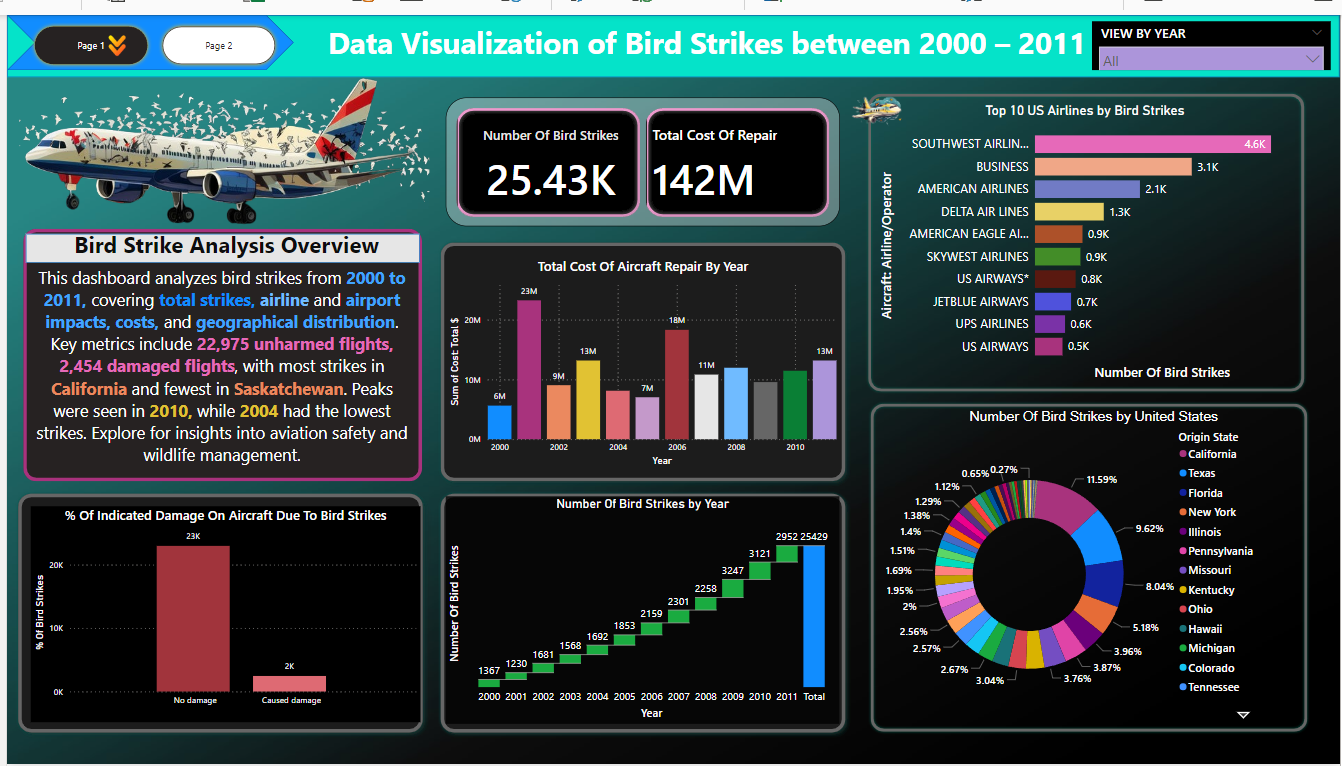 Page 1
Page 2
Data Visualization of Bird Strikes between 2000 – 2011
VIEW BY YEAR
All
Number Of Bird Strikes
25.43K
Total Cost Of Repair
142M
Bird Strike Analysis Overview
This dashboard analyzes bird strikes from 2000 to
2011, covering total strikes, airline and airport
impacts, costs, and geographical distribution.
Key metrics include 22,975 unharmed flights,
2,454 damaged flights, with most strikes in
California and fewest in Saskatchewan. Peaks
were seen in 2010, while 2004 had the lowest
strikes. Explore for insights into aviation safety and
wildlife management.
Total Cost Of Aircraft Repair By Year
Sum of Cost: Total $
20M
10M
0M
6M
23M
9M
13M
7M
18M
11M
13M
2000
2002
2004
2006
2008
2010
Year
Top 10 US Airlines by Bird Strikes
Aircraft: Airline/Operator
SOUTHWEST AIRLIN... 4.6K
BUSINESS 3.1K
AMERICAN AIRLINES 2.1K
DELTA AIR LINES 1.3K
AMERICAN EAGLE AI... 0.9K
SKYWEST AIRLINES 0.9K
US AIRWAYS* 0.8K
JETBLUE AIRWAYS 0.7K
UPS AIRLINES 0.6K
US AIRWAYS 0.5K
Number Of Bird Strikes
% Of Indicated Damage On Aircraft Due To Bird Strikes
% Of Bird Strikes
20K
10K
0K
23K
2K
No damage
Caused damage
Number Of Bird Strikes by Year
Number Of Bird Strikes
1367
1230
1681
1568
1692
1853
2159
2301
2258
3247
3121
2952
25429
2000
2001
2002
2003
2004
2005
2006
2007
2008
2009
2010
2011
Total
Year
Number Of Bird Strikes by United States
11.59%
9.62%
8.04%
5.18%
3.96%
3.87%
3.76%
3.04%
2.67%
2.57%
2.56%
2%
1.95%
1.69%
1.51%
1.4%
1.38%
1.29%
1.12%
0.65%
0.27%
Origin State
California
Texas
Florida
New York
Illinois
Pennsylvania
Missouri
Kentucky
Ohio
Hawaii
Michigan
Colorado
Tennessee